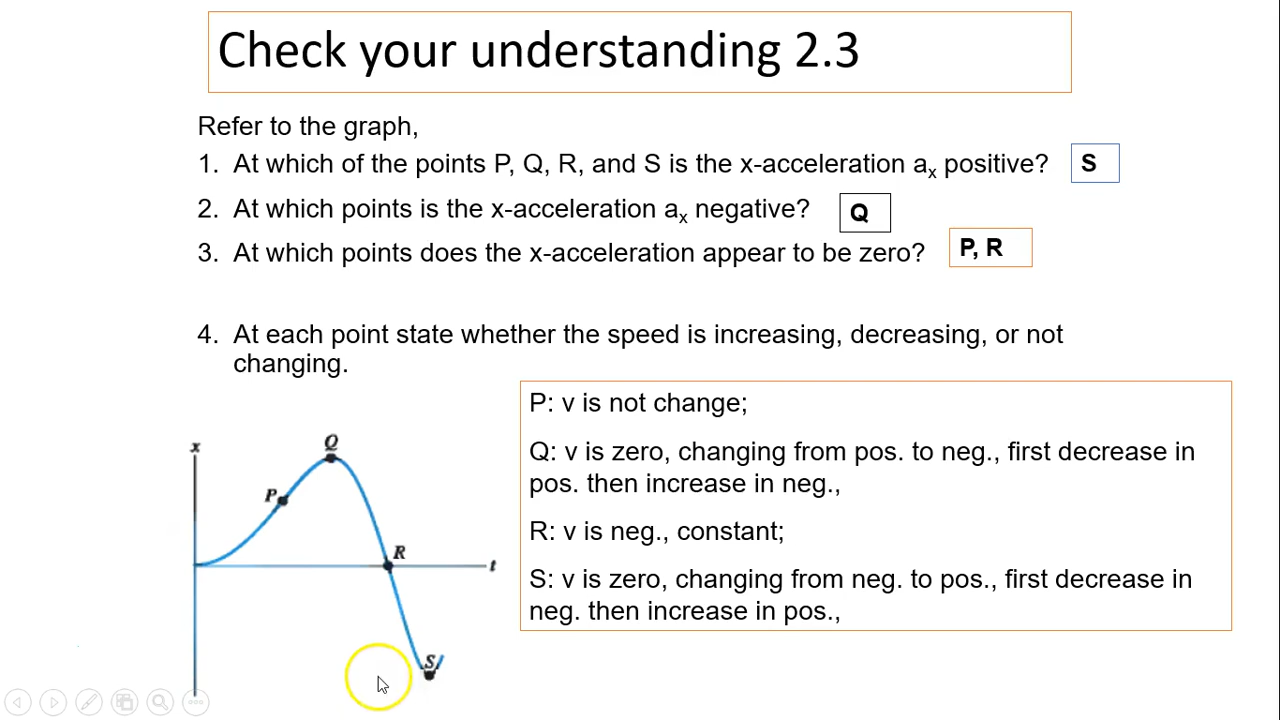 Check your understanding 2.3
Refer to the graph,
1. At which of the points P, Q, R, and S is the x-acceleration ax positive?
S
2. At which points is the x-acceleration ax negative?
Q
3. At which points does the x-acceleration appear to be zero?
P, R
4. At each point state whether the speed is increasing, decreasing, or not
changing.
P: v is not change;
Q: v is zero, changing from pos. to neg., first decrease in
pos. then increase in neg.,
R: v is neg., constant;
S: v is zero, changing from neg. to pos., first decrease in
neg. then increase in pos.,
x
Q
P
R
t
S